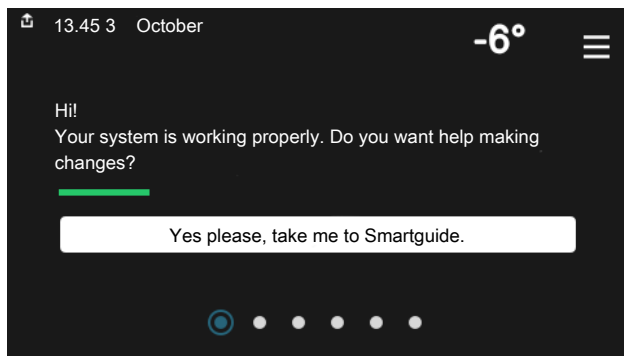 13.45 3 October
-6°
Hi!
Your system is working properly. Do you want help making
changes?
Yes please, take me to Smartguide.